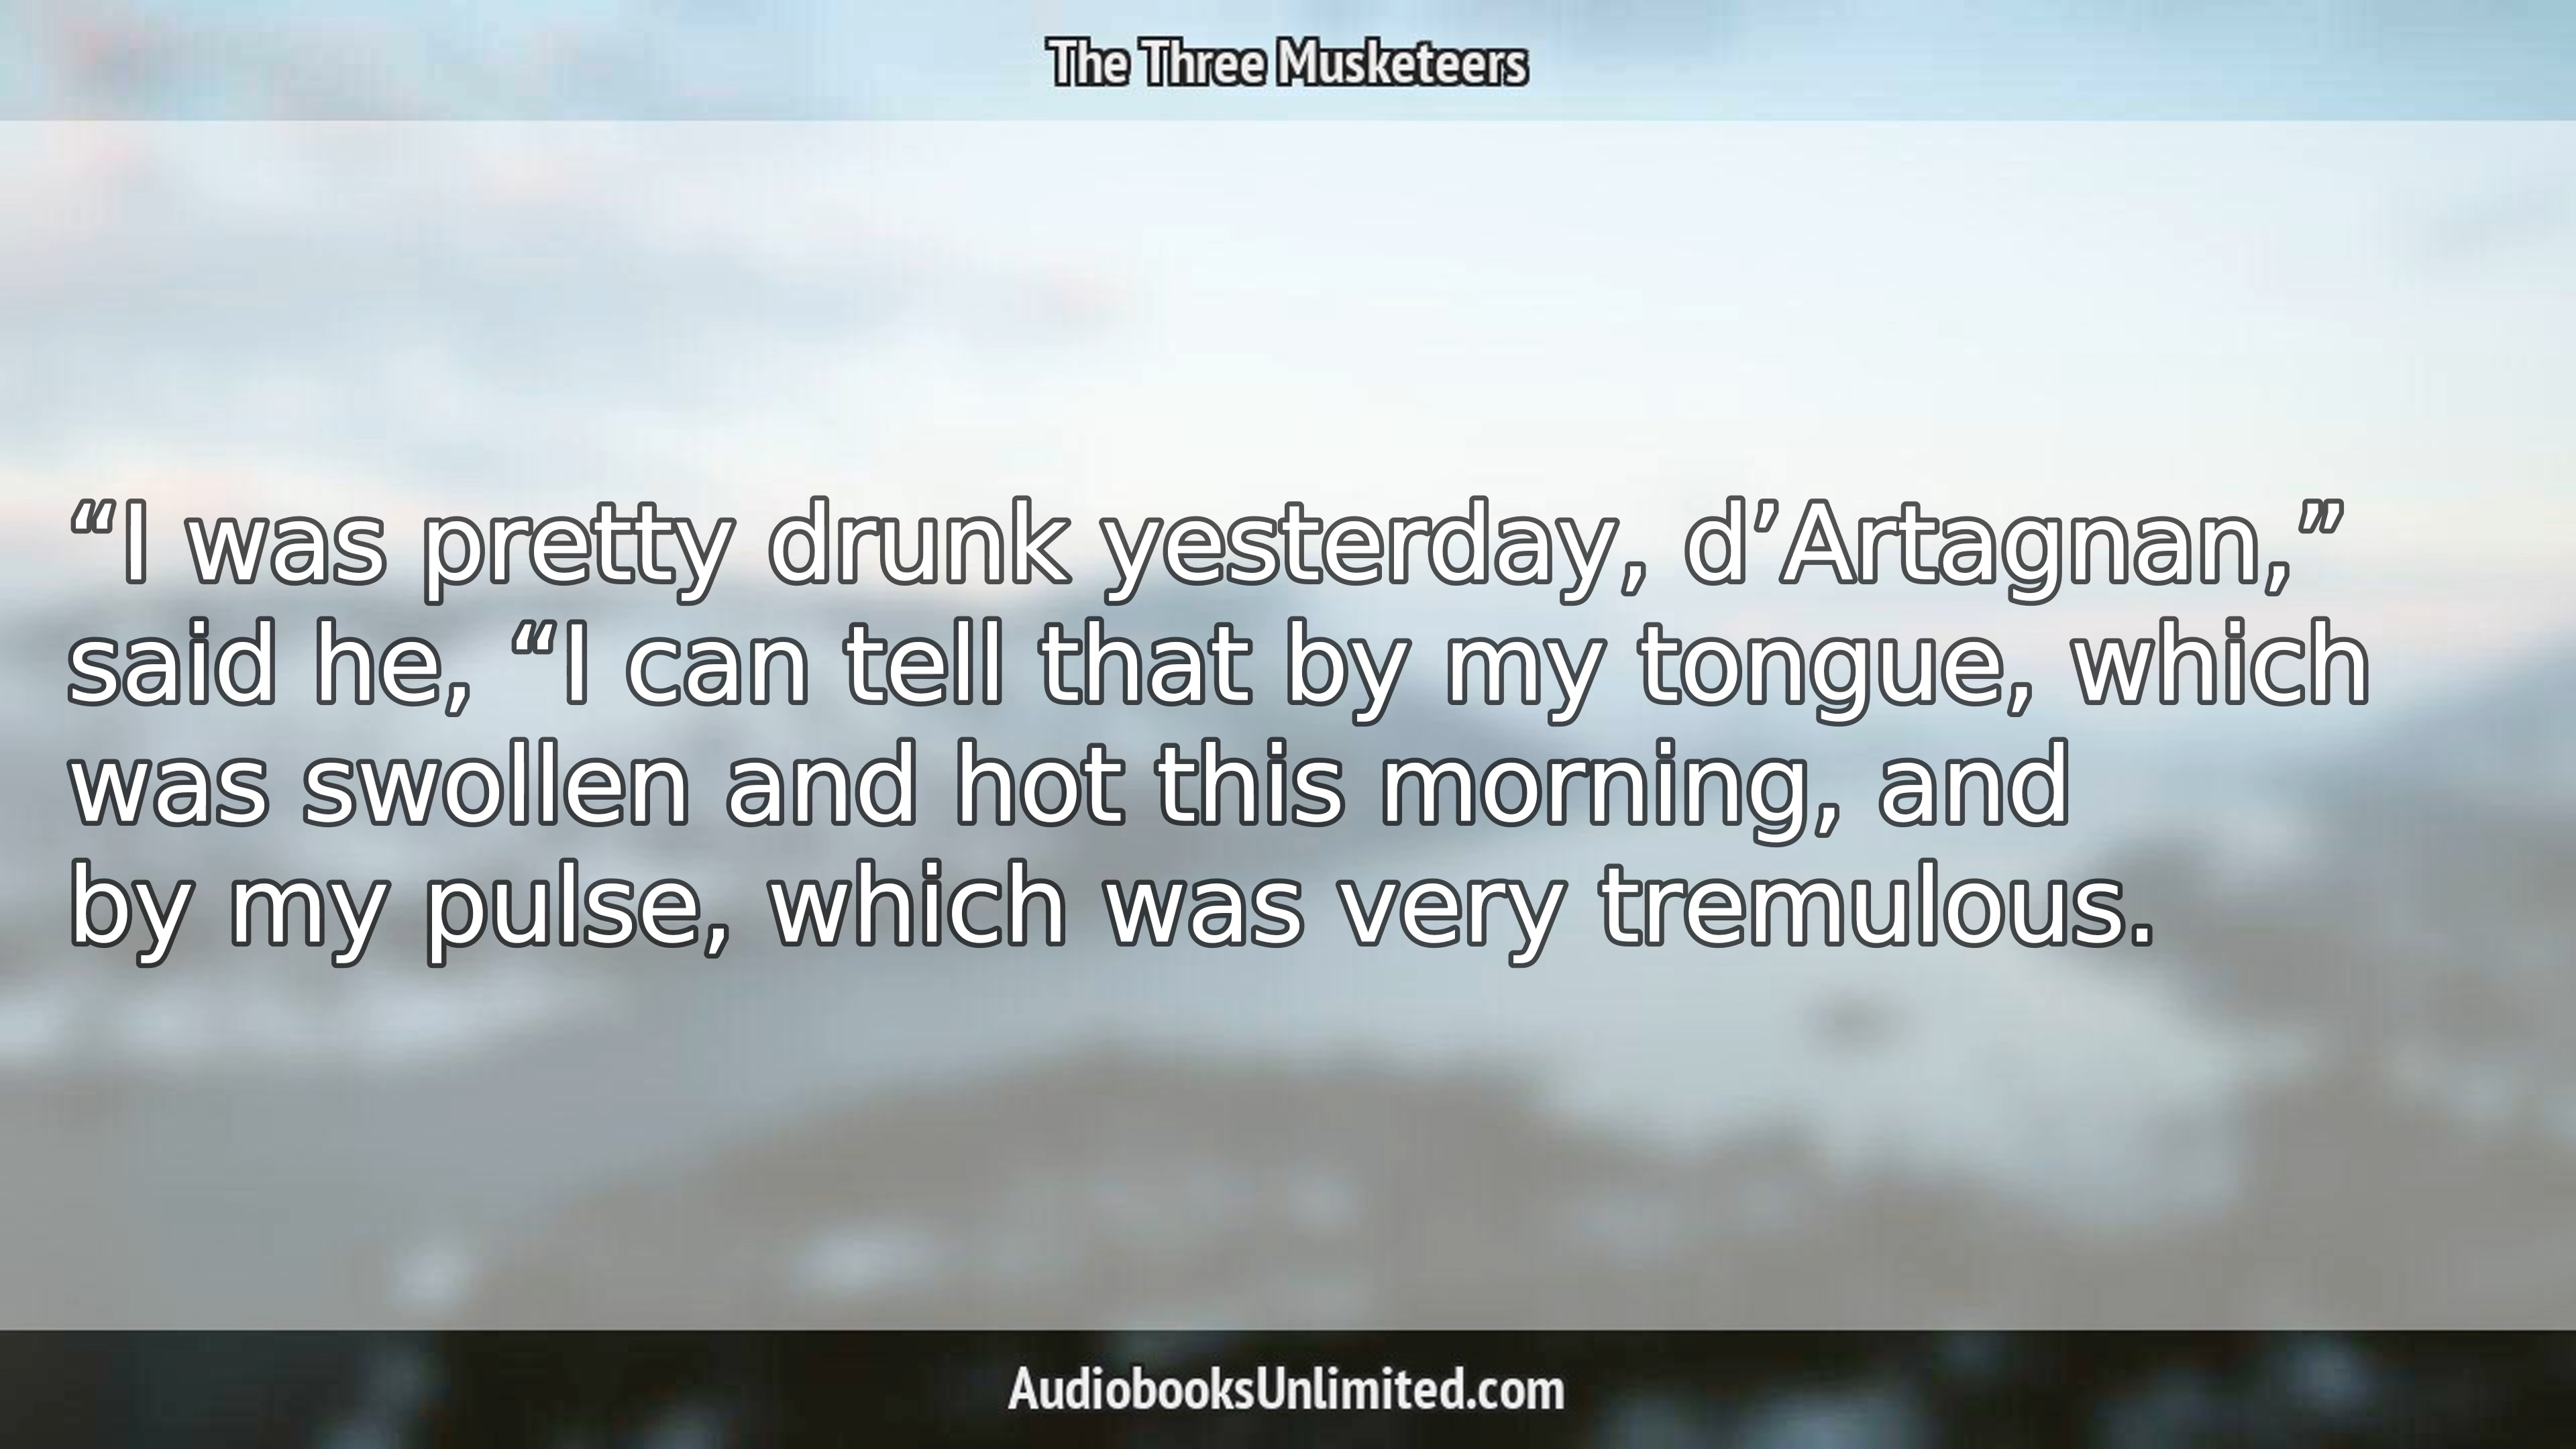 The Three Musketeers
“I was pretty drunk yesterday, d’Artagnan,”
said he, “I can tell that by my tongue, which
was swollen and hot this morning, and
by my pulse, which was very tremulous.
AudiobooksUnlimited.com